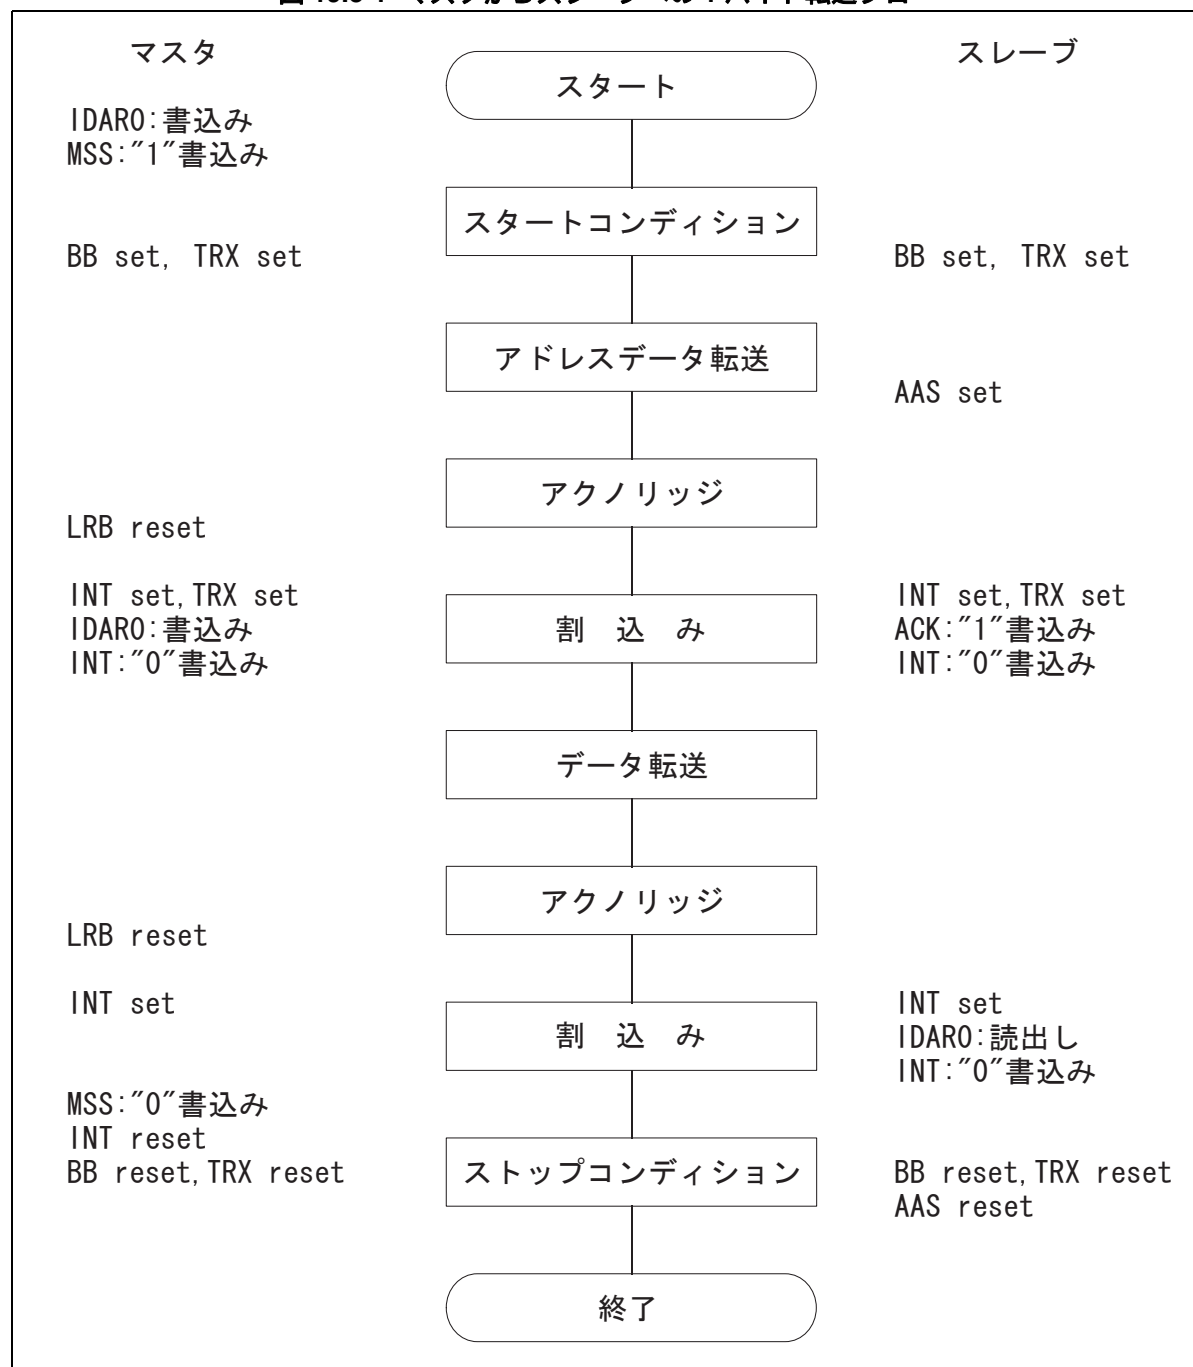 マスタ
スレーブ
スタート
IDAR0:書込み
MSS:"1"書込み
スタートコンディション
BB set, TRX set
BB set, TRX set
アドレスデータ転送
AAS set
アクノリッジ
LRB reset
INT set,TRX set
IDAR0:書込み
INT:"0"書込み
割 込 み
INT set,TRX set
ACK:"1"書込み
INT:"0"書込み
データ転送
アクノリッジ
LRB reset
INT set
割 込 み
INT set
IDAR0:読出し
INT:"0"書込み
MSS:"0"書込み
INT reset
BB reset,TRX reset
ストップコンディション
BB reset,TRX reset
AAS reset
終了